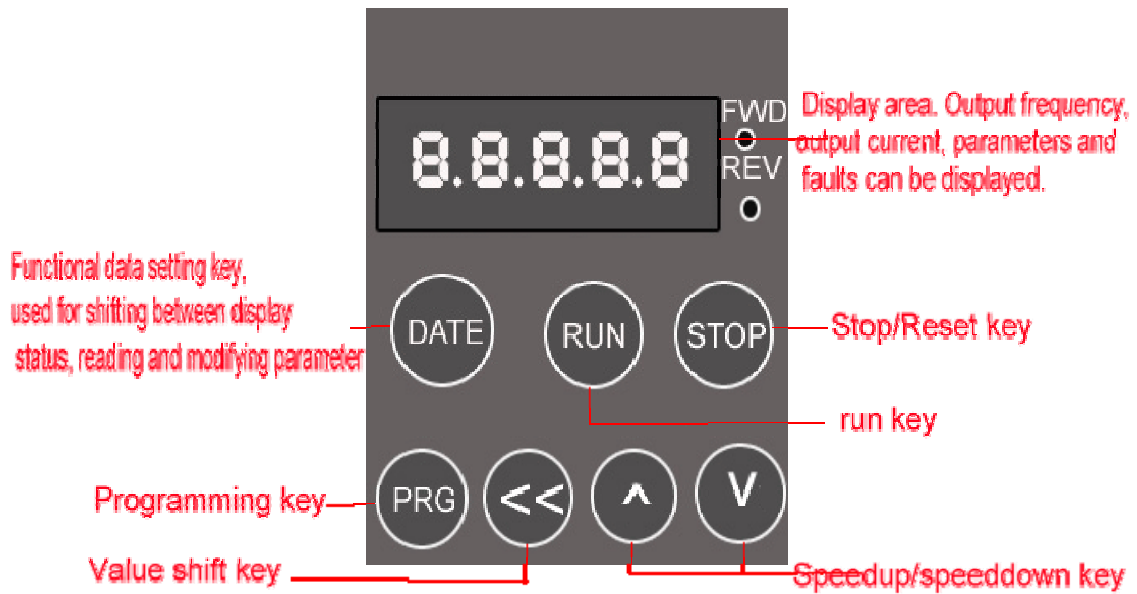 FWD
REV
8.8.8.8.8
Display area. Output frequency,
output current, parameters and
faults can be displayed.
Functional data setting key,
used for shifting between display
status, reading and modifying parameter
DATE
RUN
STOP
Stop/Reset key
run key
PRG
<<
^
V
Programming key
Value shift key
Speedup/speeddown key